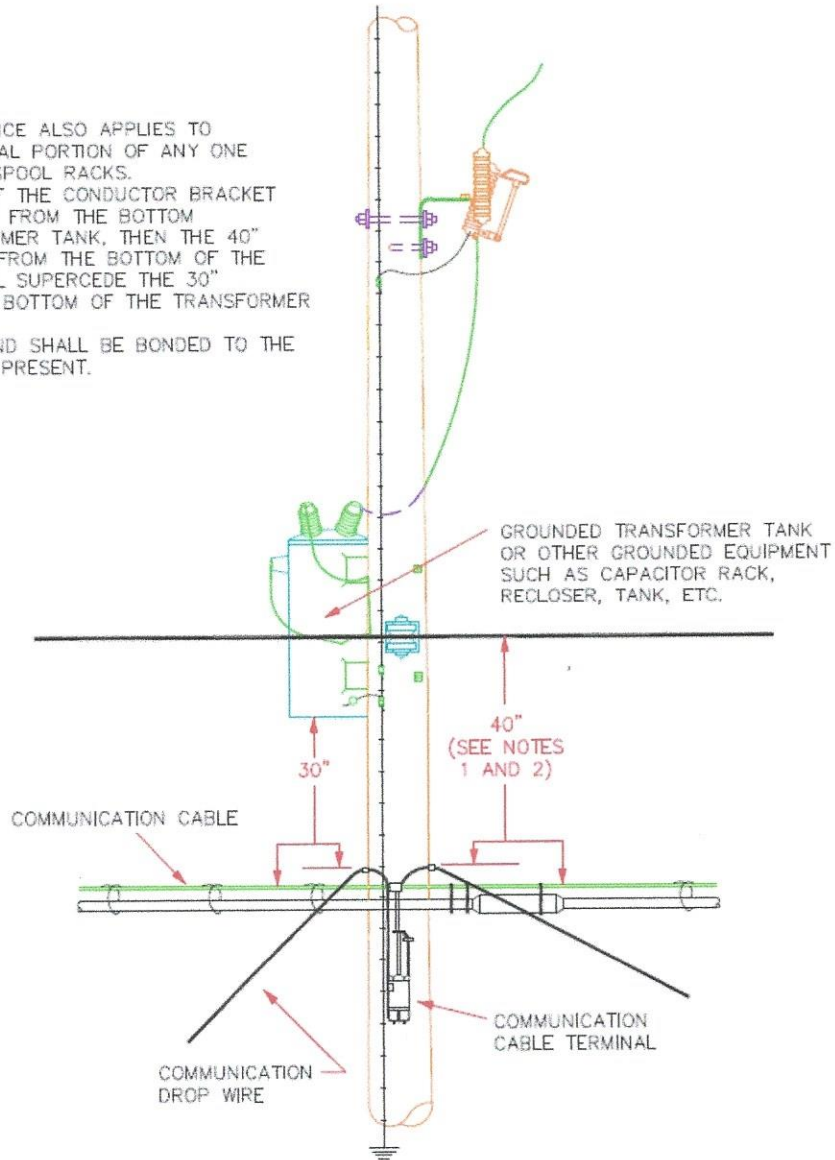 ICE ALSO APPLIES TO
AL PORTION OF ANY ONE
SPOOL RACKS.
T THE CONDUCTOR BRACKET
FROM THE BOTTOM
MER TANK, THEN THE 40"
FROM THE BOTTOM OF THE
L SUPERCEDE THE 30"
BOTTOM OF THE TRANSFORMER
ND SHALL BE BONDED TO THE
PRESENT.
GROUNDED TRANSFORMER TANK
OR OTHER GROUNDED EQUIPMENT
SUCH AS CAPACITOR RACK,
RECLOSER, TANK, ETC.
40"
(SEE NOTES
1 AND 2)
30"
COMMUNICATION CABLE
COMMUNICATION
CABLE TERMINAL
COMMUNICATION
DROP WIRE